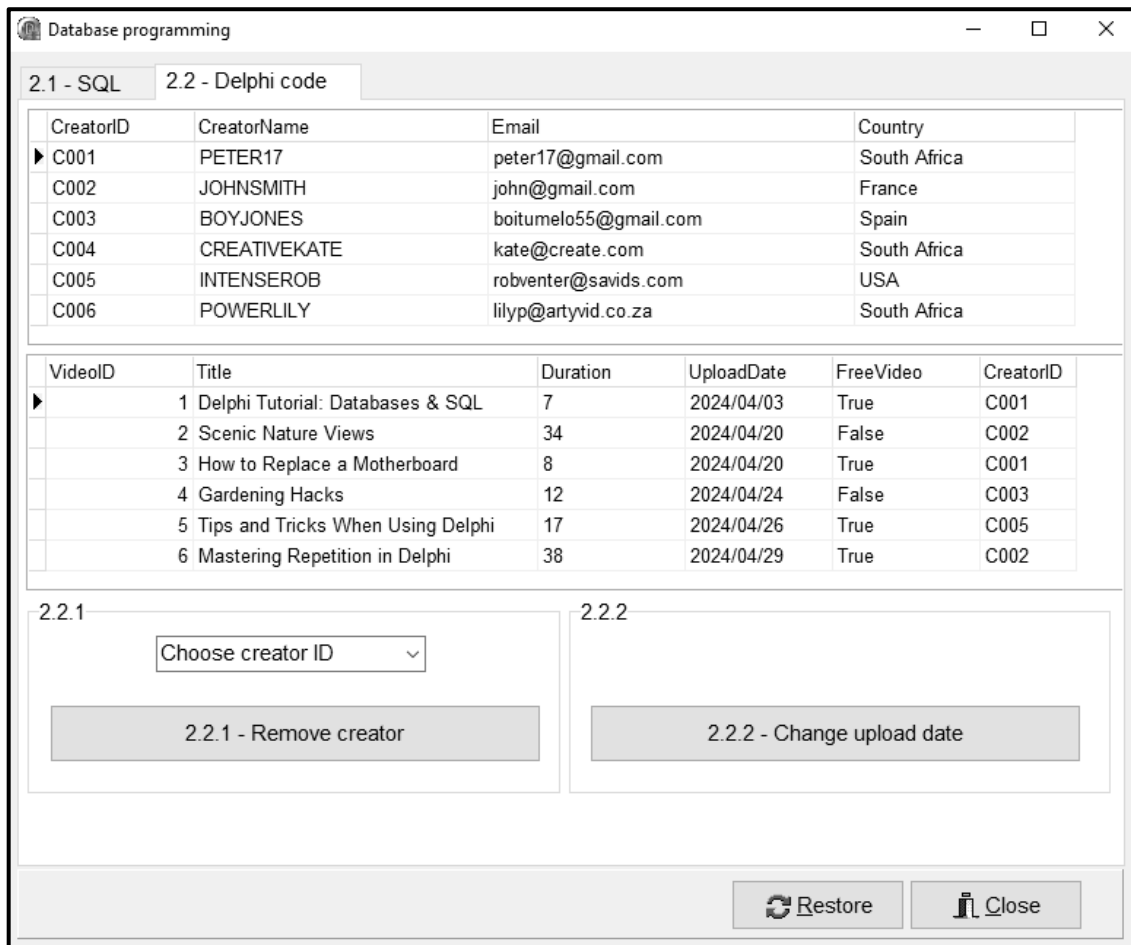 Database programming
2.1 - SQL 2.2 - Delphi code
CreatorID CreatorName Email Country
C001 PETER17 peter17@gmail.com South Africa
C002 JOHNSMITH john@gmail.com France
C003 BOYJONES boitumelo55@gmail.com Spain
C004 CREATIVEKATE kate@create.com South Africa
C005 INTENSEROB robventer@savids.com USA
C006 POWERLILY lilyp@artyvid.co.za South Africa
VideoID Title Duration UploadDate FreeVideo CreatorID
1 Delphi Tutorial: Databases & SQL 7 2024/04/03 True C001
2 Scenic Nature Views 34 2024/04/20 False C002
3 How to Replace a Motherboard 8 2024/04/20 True C001
4 Gardening Hacks 12 2024/04/24 False C003
5 Tips and Tricks When Using Delphi 17 2024/04/26 True C005
6 Mastering Repetition in Delphi 38 2024/04/29 True C002
2.2.1 2.2.2
Choose creator ID
2.2.1 - Remove creator 2.2.2 - Change upload date
Restore Close